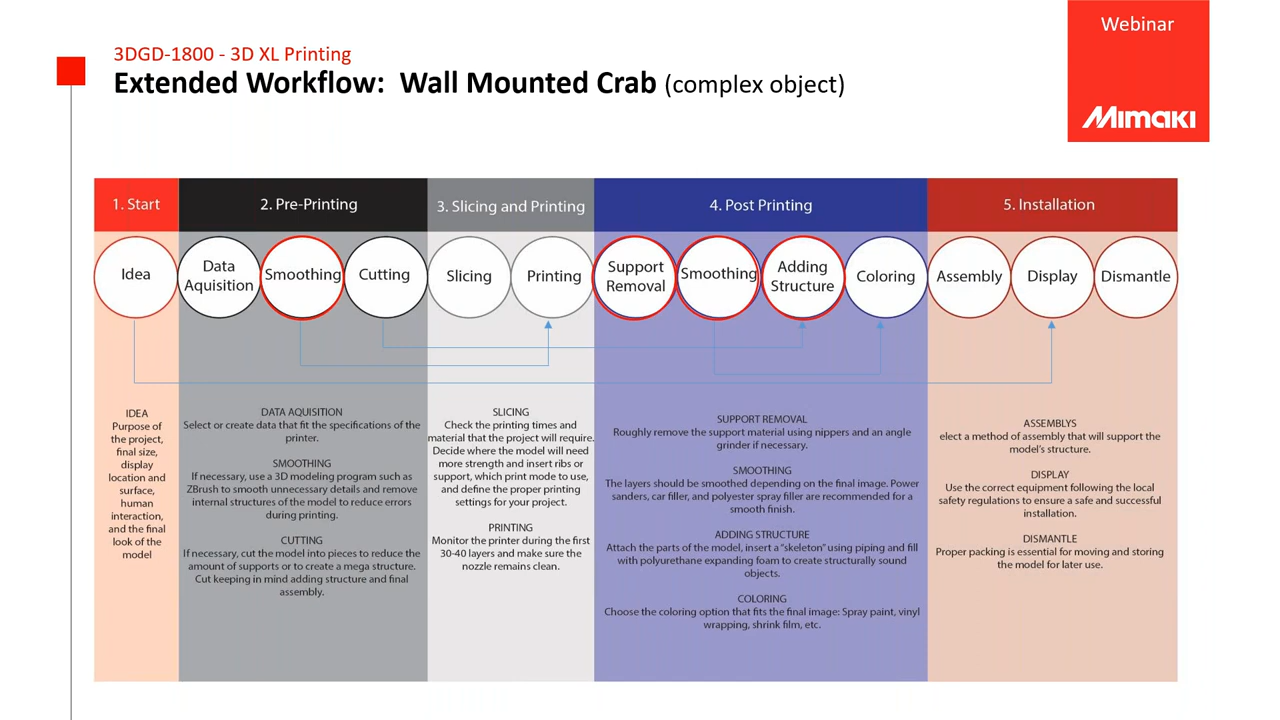 3DGD-1800 - 3D XL Printing
Extended Workflow: Wall Mounted Crab (complex object)
Webinar
Mimaki
1. Start
2. Pre-Printing
3. Slicing and Printing
4. Post Printing
5. Installation
Idea
Data
Aquisition
Smoothing
Cutting
Slicing
Printing
Support
Removal
Smoothing
Adding
Structure
Coloring
Assembly
Display
Dismantle
IDEA
Purpose of
the project,
final size,
display
location and
surface,
human
interaction,
and the final
look of the
model
DATA AQUISITION
Select or create data that fit the specifications of the
printer.
SMOOTHING
If necessary, use a 3D modeling program such as
ZBrush to smooth unnecessary details and remove
internal structures of the model to reduce errors
during printing.
CUTTING
If necessary, cut the model into pieces to reduce the
amount of supports or to create a mega structure.
Cut keeping in mind adding structure and final
assembly.
SLICING
Check the printing times and
material that the project will require.
Decide where the model will need
more strength and insert ribs or
support, which print mode to use,
and define the proper printing
settings for your project.
PRINTING
Monitor the printer during the first
30-40 layers and make sure the
nozzle remains clean.
SUPPORT REMOVAL
Roughly remove the support material using nippers and an angle
grinder if necessary.
SMOOTHING
The layers should be smoothed depending on the final image. Power
sanders, car filler, and polyester spray filler are recommended for a
smooth finish.
ADDING STRUCTURE
Attach the parts of the model, insert a "skeleton" using piping and fill
with polyurethane expanding foam to create structurally sound
objects.
COLORING
Choose the coloring option that fits the final image: Spray paint, vinyl
wrapping, shrink film, etc.
ASSEMBLYS
elect a method of assembly that will support the
model's structure.
DISPLAY
Use the correct equipment following the local
safety regulations to ensure a safe and successful
installation.
DISMANTLE
Proper packing is essential for moving and storing
the model for later use.